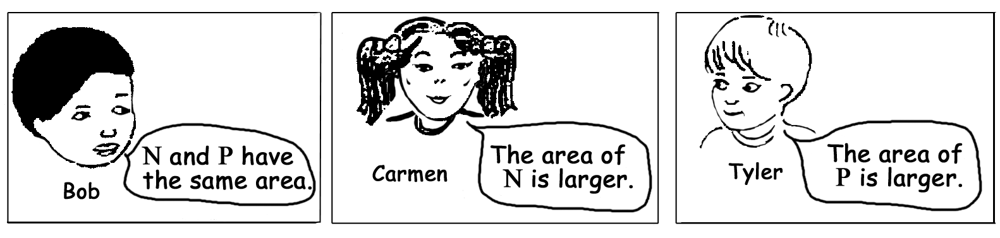 N and P have
the same area.
Bob
The area of
N is larger.
Carmen
The area of
P is larger.
Tyler